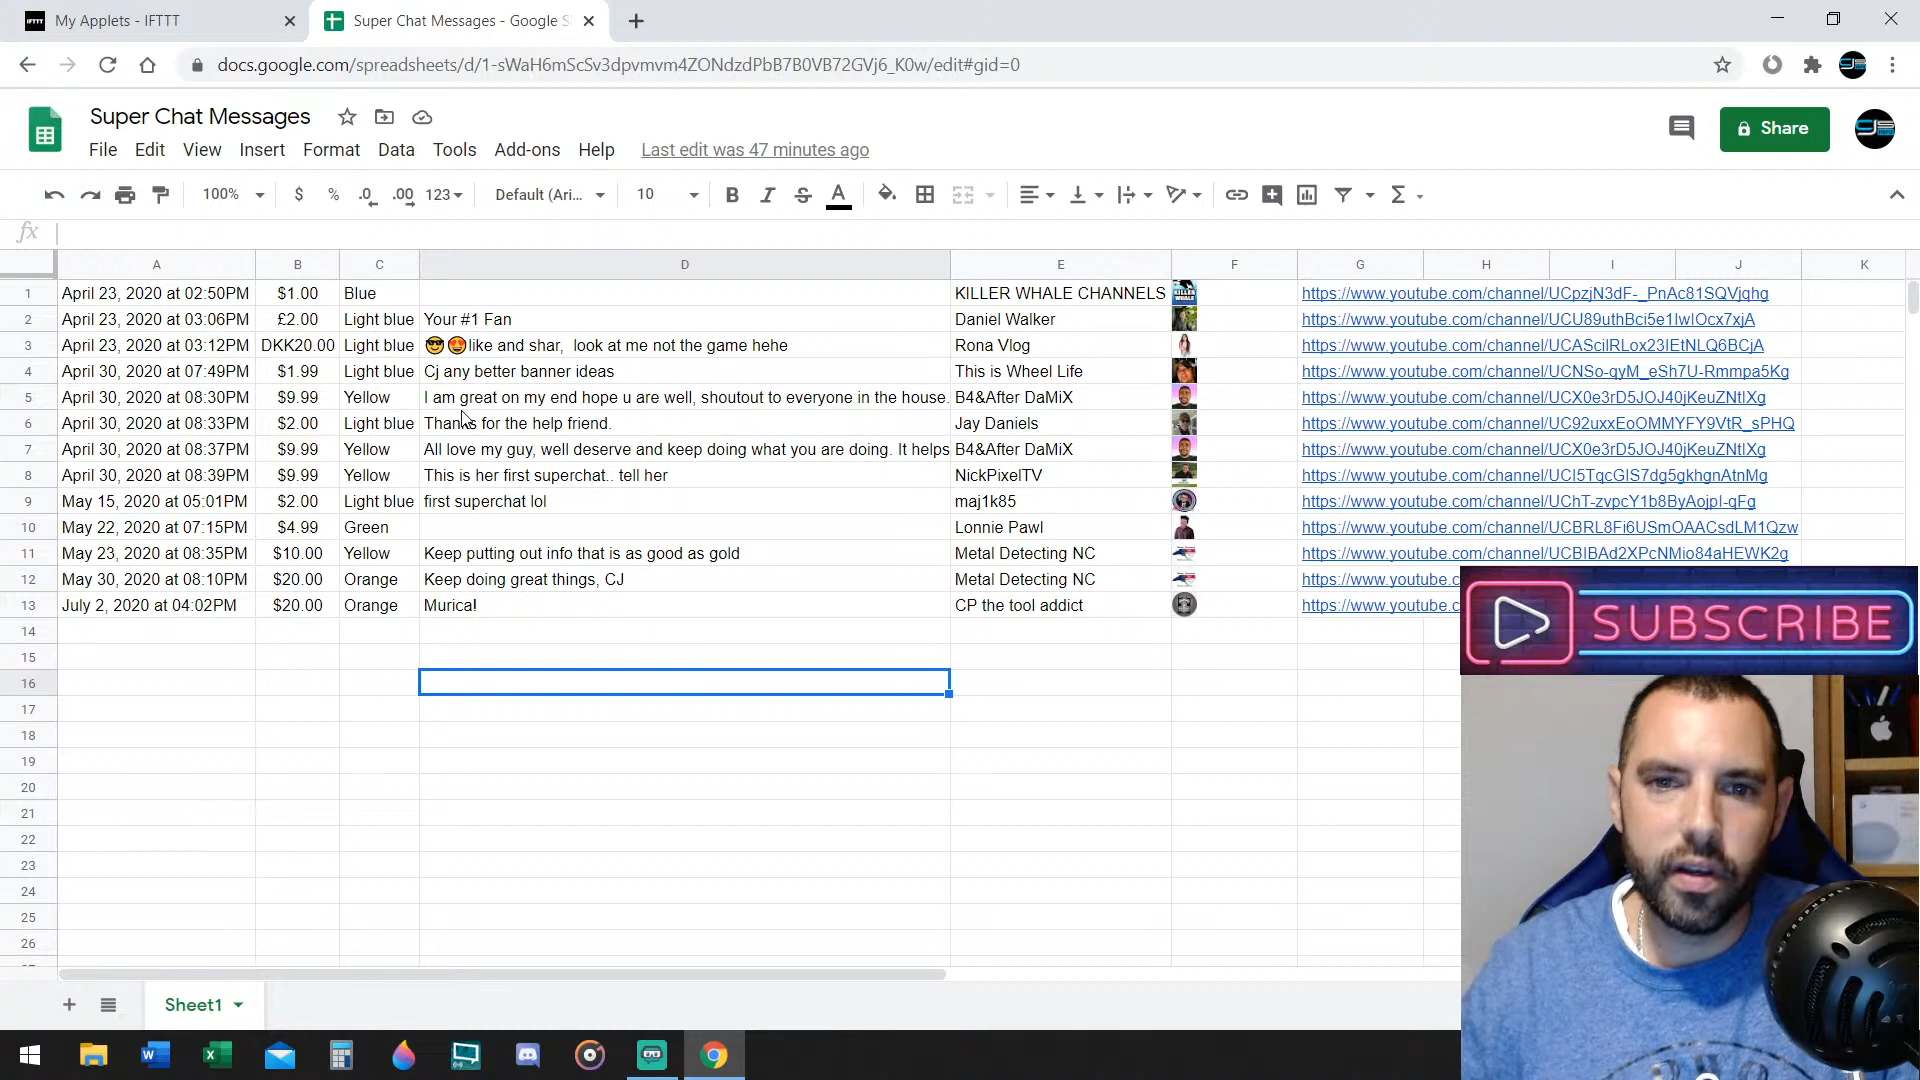 IFTTT My Applets - IFTTT
Super Chat Messages - Google S
docs.google.com/spreadsheets/d/1-sWaH6mScSv3dpvmvm4ZONdzdPbB7B0VB72GVj6_K0w/edit#gid=0
Super Chat Messages
Share
File Edit View Insert Format Data Tools Add-ons Help Last edit was 47 minutes ago
100% $ % .0 .00 123 Default (Ari... 10 B I S A
fx
A B C D E F G H I J K
1 April 23, 2020 at 02:50PM $1.00 Blue KILLER WHALE CHANNELS https://www.youtube.com/channel/UCpzjN3dF-_PnAc81SQVjqhg
2 April 23, 2020 at 03:06PM £2.00 Light blue Your #1 Fan Daniel Walker https://www.youtube.com/channel/UCU89uthBci5e1IwIOcx7xjA
3 April 23, 2020 at 03:12PM DKK20.00 Light blue 😎😍like and shar, look at me not the game hehe Rona Vlog https://www.youtube.com/channel/UCAScilRLox23IEtNLQ6BCjA
4 April 30, 2020 at 07:49PM $1.99 Light blue Cj any better banner ideas This is Wheel Life https://www.youtube.com/channel/UCNSo-qyM_eSh7U-Rmmpa5Kg
5 April 30, 2020 at 08:30PM $9.99 Yellow I am great on my end hope u are well, shoutout to everyone in the house. B4&After DaMiX https://www.youtube.com/channel/UCX0e3rD5JOJ40jKeuZNtIXg
6 April 30, 2020 at 08:33PM $2.00 Light blue Thanks for the help friend. Jay Daniels https://www.youtube.com/channel/UC92uxxEoOMMYFY9VtR_sPHQ
7 April 30, 2020 at 08:37PM $9.99 Yellow All love my guy, well deserve and keep doing what you are doing. It helps B4&After DaMiX https://www.youtube.com/channel/UCX0e3rD5JOJ40jKeuZNtIXg
8 April 30, 2020 at 08:39PM $9.99 Yellow This is her first superchat.. tell her NickPixelTV https://www.youtube.com/channel/UCI5TqcGIS7dg5gkhgnAtnMg
9 May 15, 2020 at 05:01PM $2.00 Light blue first superchat lol maj1k85 https://www.youtube.com/channel/UChT-zvpcY1b8ByAojpI-qFg
10 May 22, 2020 at 07:15PM $4.99 Green Lonnie Pawl https://www.youtube.com/channel/UCBRL8Fi6USmOAACsdLM1Qzw
11 May 23, 2020 at 08:35PM $10.00 Yellow Keep putting out info that is as good as gold Metal Detecting NC https://www.youtube.com/channel/UCBIBAd2XPcNMio84aHEWK2g
12 May 30, 2020 at 08:10PM $20.00 Orange Keep doing great things, CJ Metal Detecting NC https://www.youtube.c
13 July 2, 2020 at 04:02PM $20.00 Orange Murica! CP the tool addict https://www.youtube.c
SUBSCRIBE
14
15
16
17
18
19
20
21
22
23
24
25
26
Sheet1